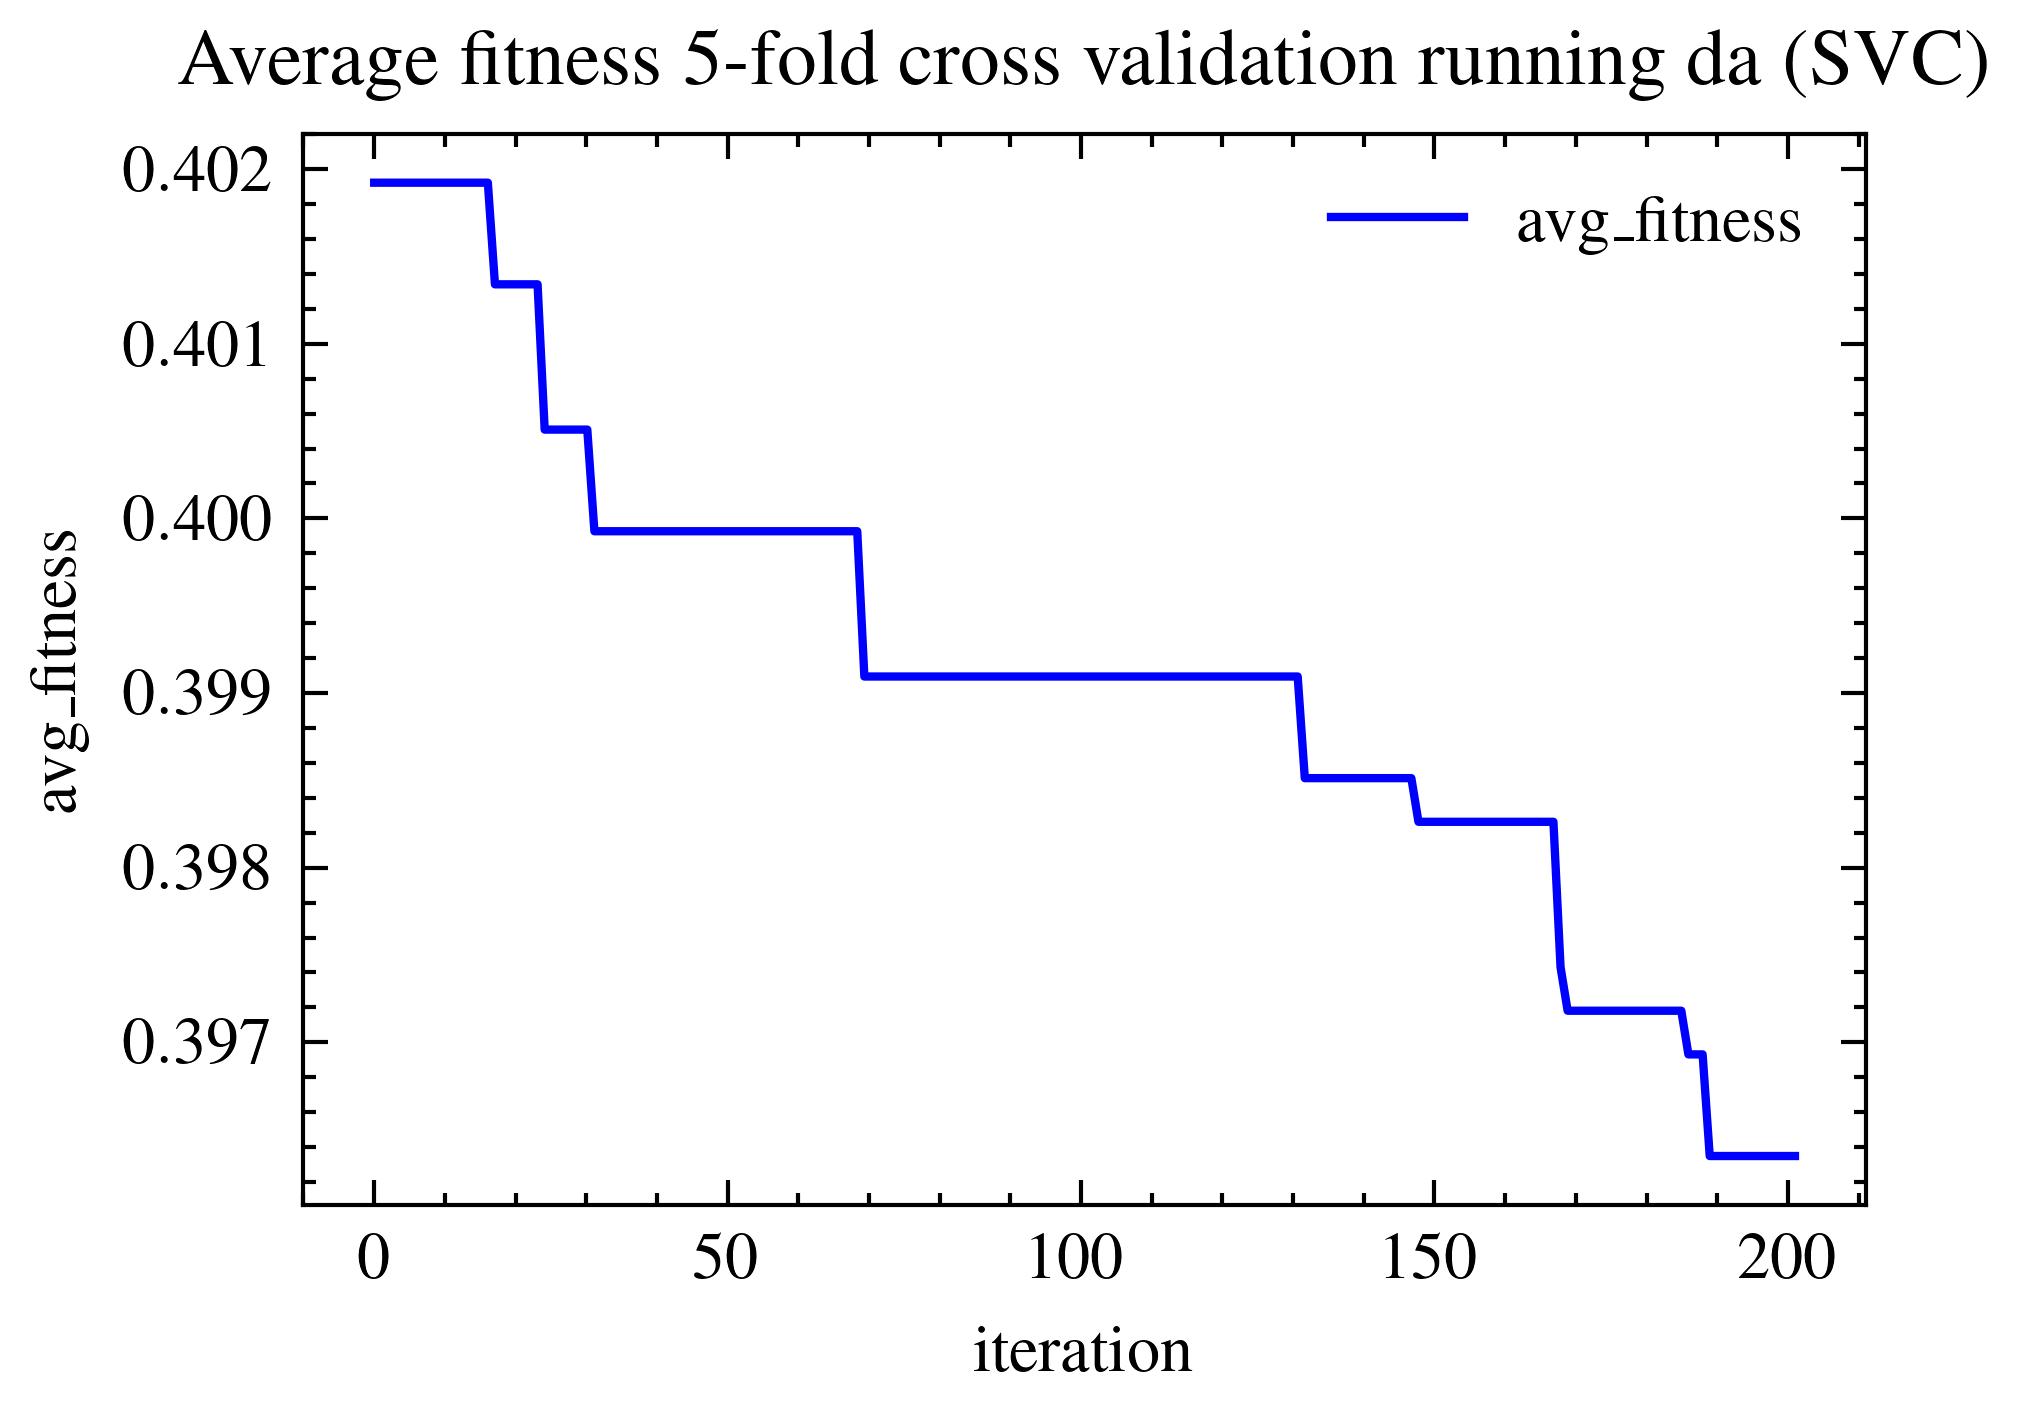 Average fitness 5-fold cross validation running da (SVC)
avg_fitness
0.402
0.401
0.400
0.399
0.398
0.397
avg_fitness
0 50 100 150 200
iteration